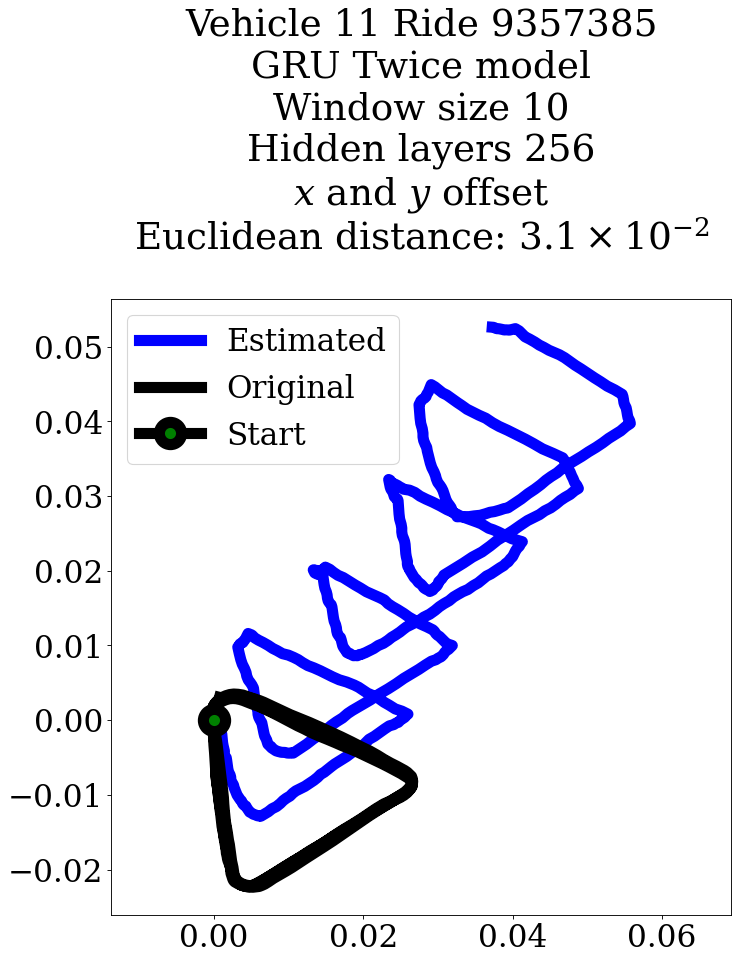 Vehicle 11 Ride 9357385
GRU Twice model
Window size 10
Hidden layers 256
x and y offset
Euclidean distance: 3.1 × 10⁻²
Estimated
Original
Start
0.05
0.04
0.03
0.02
0.01
0.00
−0.01
−0.02
0.00 0.02 0.04 0.06